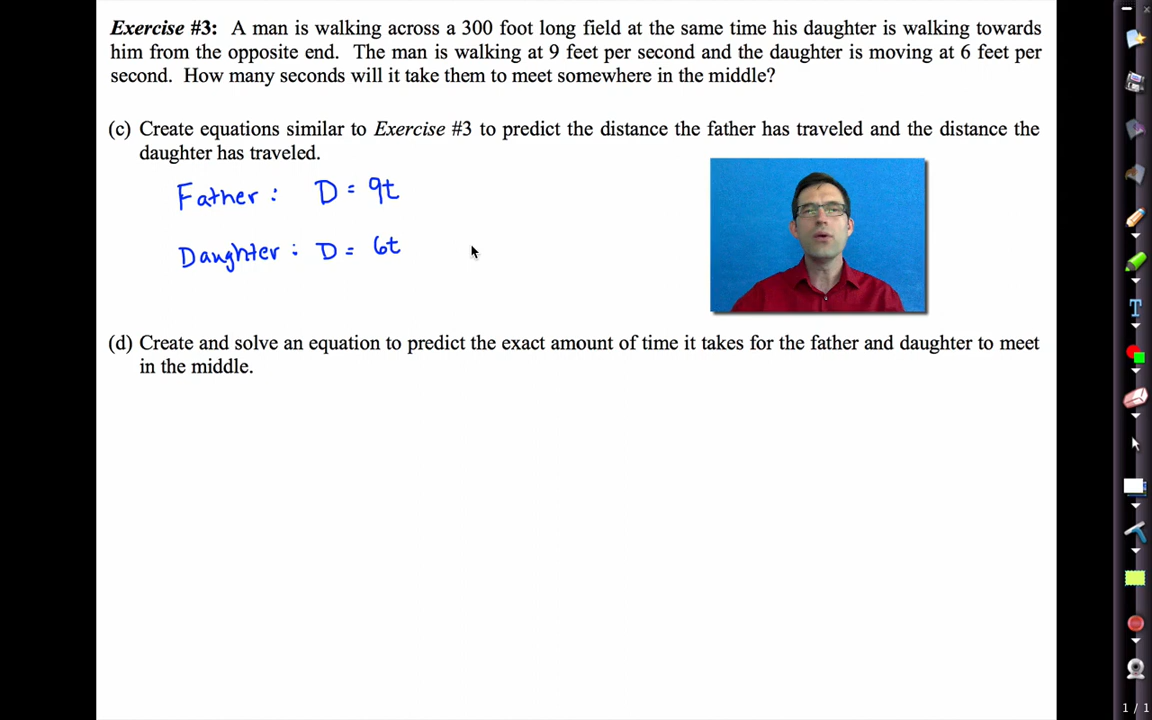 Exercise #3: A man is walking across a 300 foot long field at the same time his daughter is walking towards
him from the opposite end. The man is walking at 9 feet per second and the daughter is moving at 6 feet per
second. How many seconds will it take them to meet somewhere in the middle?
(c) Create equations similar to Exercise #3 to predict the distance the father has traveled and the distance the
daughter has traveled.
Father: D = 9t
Daughter: D = 6t
(d) Create and solve an equation to predict the exact amount of time it takes for the father and daughter to meet
in the middle.
T
1 / 1